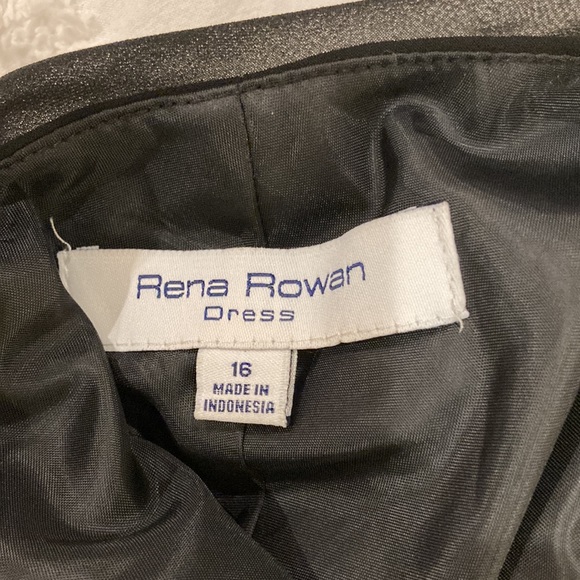 Rena Rowan
Dress
16
MADE IN
INDONESIA